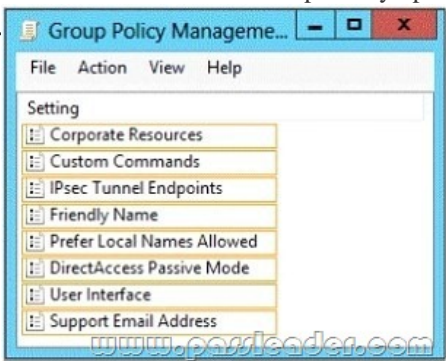 Group Policy Manageme...
File Action View Help
Setting
Corporate Resources
Custom Commands
IPsec Tunnel Endpoints
Friendly Name
Prefer Local Names Allowed
DirectAccess Passive Mode
User Interface
Support Email Address
www.passleader.com